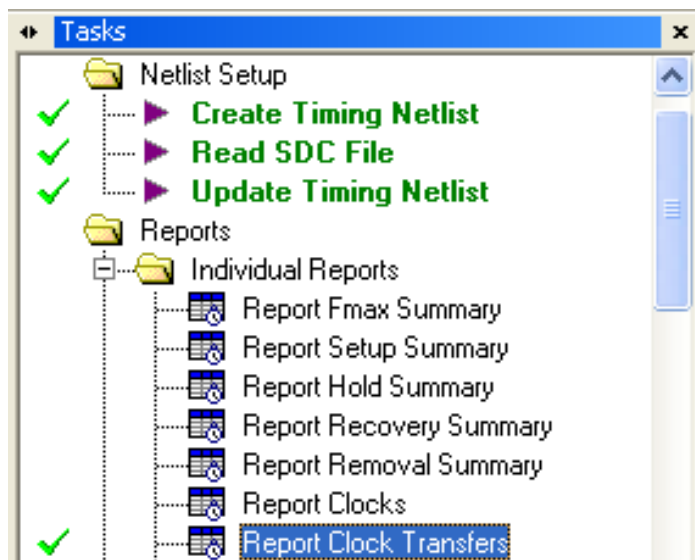 Tasks
Netlist Setup
Create Timing Netlist
Read SDC File
Update Timing Netlist
Reports
Individual Reports
Report Fmax Summary
Report Setup Summary
Report Hold Summary
Report Recovery Summary
Report Removal Summary
Report Clocks
Report Clock Transfers